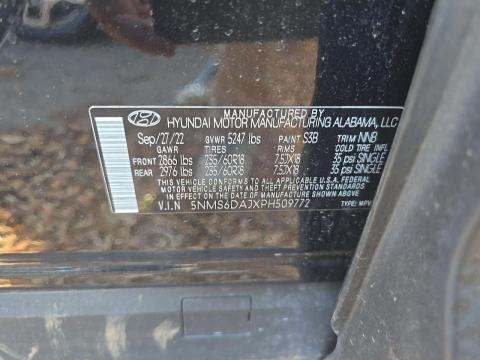 MANUFACTURED BY
HYUNDAI MOTOR MANUFACTURING ALABAMA, LLC
Sep/27/22 GVWR 5247 lbs PAINT S3B TRIM NNB
GAWR TIRES RIMS
FRONT 2866 lbs 235/60R18 7.5JX18 35 psi SINGLE
REAR 2976 lbs 235/60R18 7.5JX18 35 psi SINGLE
THIS VEHICLE CONFORMS TO ALL APPLICABLE
FEDERAL MOTOR VEHICLE SAFETY, BUMPER, AND THEFT PREVENTION STANDARDS
IN EFFECT ON THE DATE OF MANUFACTURE SHOWN ABOVE.
V.I.N 5NMS6DAJXPH509772 TYPE: MPV